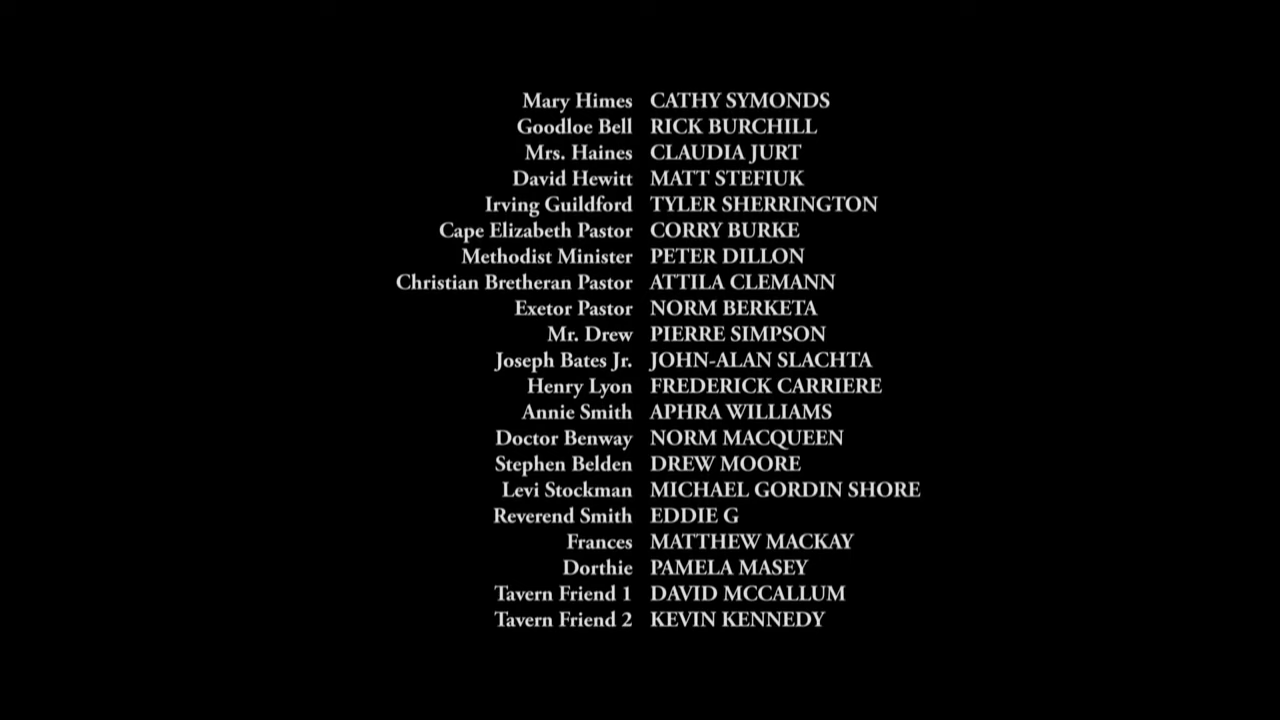 Mary Himes CATHY SYMONDS
Goodloe Bell RICK BURCHILL
Mrs. Haines CLAUDIA JURT
David Hewitt MATT STEFIUK
Irving Guildford TYLER SHERRINGTON
Cape Elizabeth Pastor CORRY BURKE
Methodist Minister PETER DILLON
Christian Bretheran Pastor ATTILA CLEMANN
Exetor Pastor NORM BERKETA
Mr. Drew PIERRE SIMPSON
Joseph Bates Jr. JOHN-ALAN SLACHTA
Henry Lyon FREDERICK CARRIERE
Annie Smith APHRA WILLIAMS
Doctor Benway NORM MACQUEEN
Stephen Belden DREW MOORE
Levi Stockman MICHAEL GORDIN SHORE
Reverend Smith EDDIE G
Frances MATTHEW MACKAY
Dorthie PAMELA MASEY
Tavern Friend 1 DAVID MCCALLUM
Tavern Friend 2 KEVIN KENNEDY